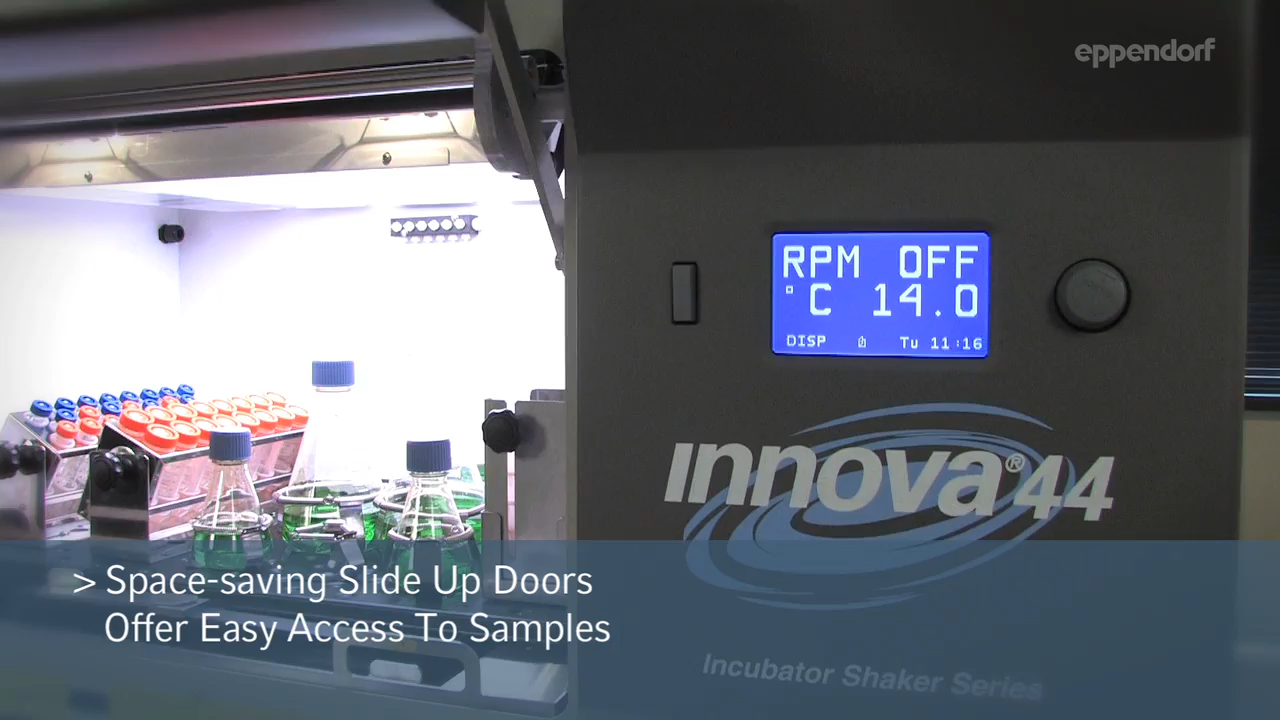 eppendorf
RPM OFF
°C 14.0
DISP Tu 11:16
innova® 44
> Space-saving Slide Up Doors
Offer Easy Access To Samples
Incubator Shaker Series